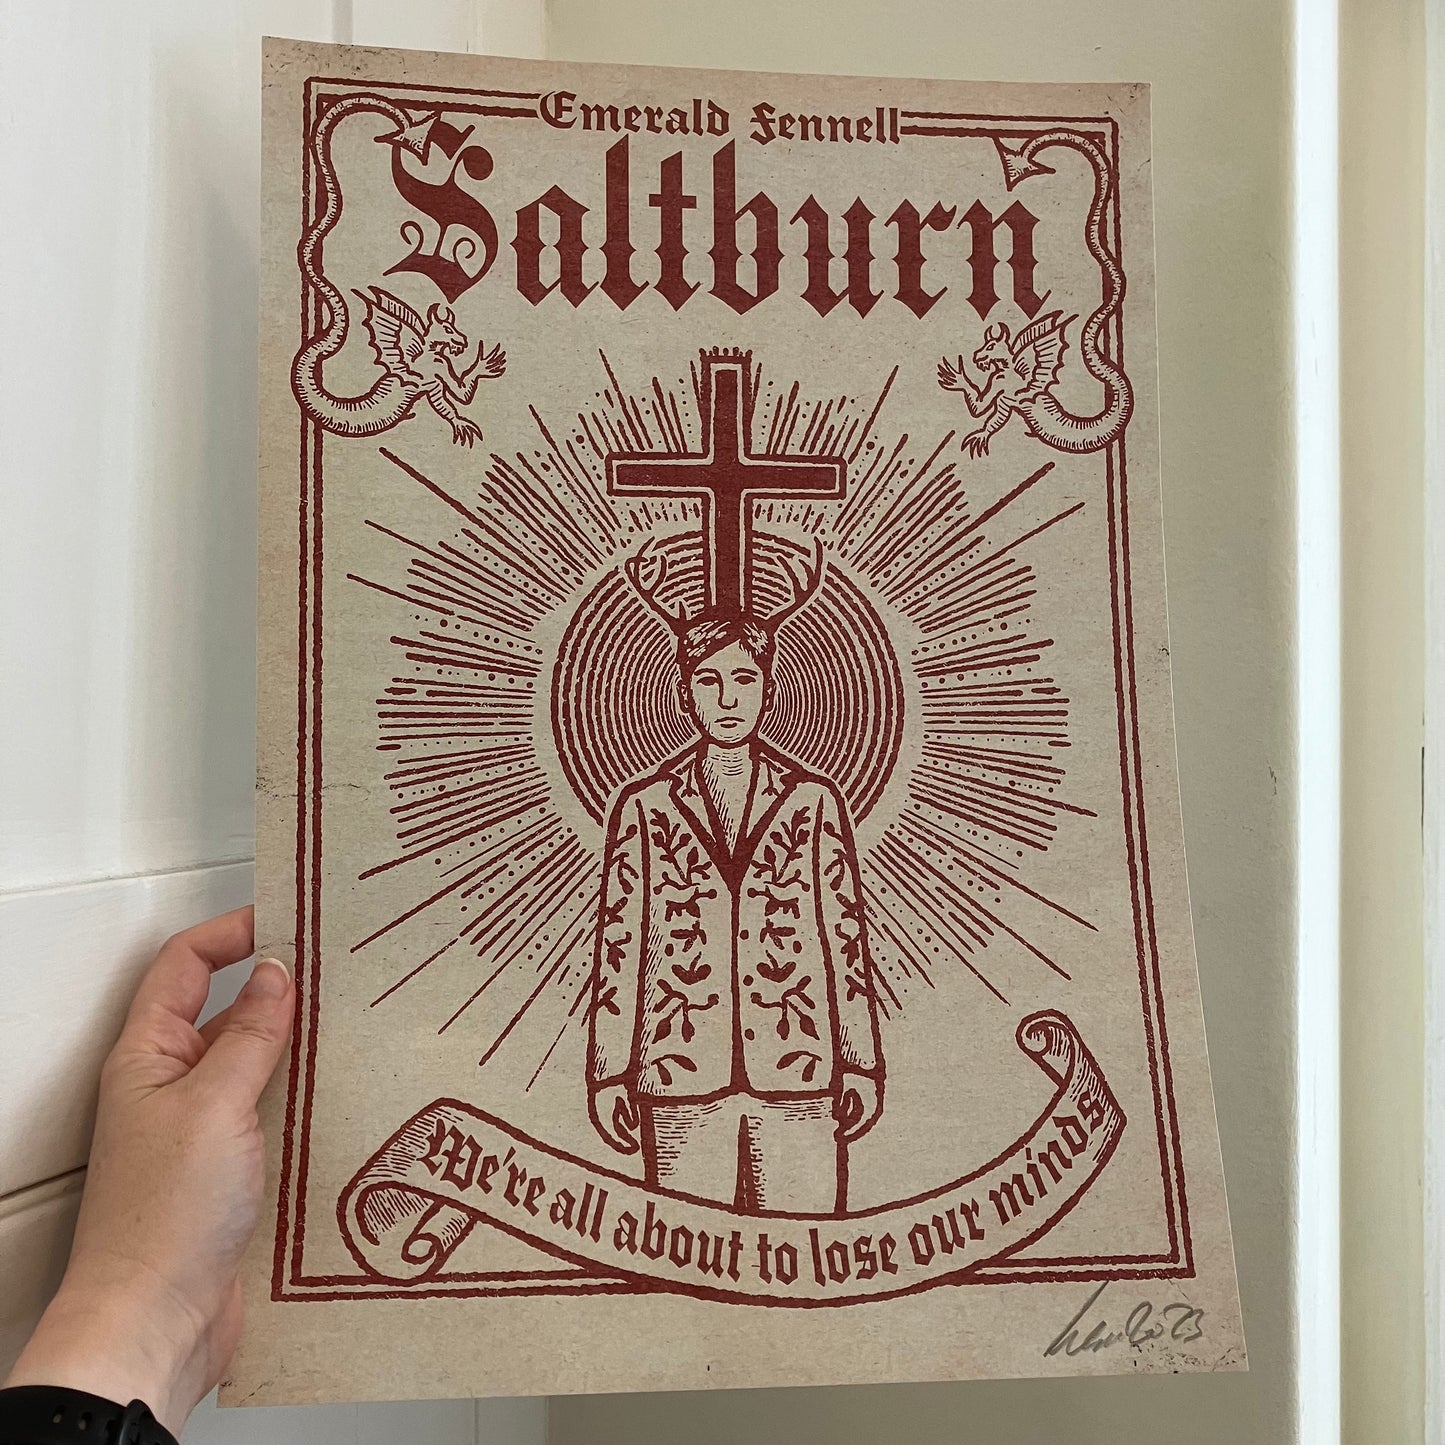 Emerald Fennell
Saltburn
We're all about to lose our minds